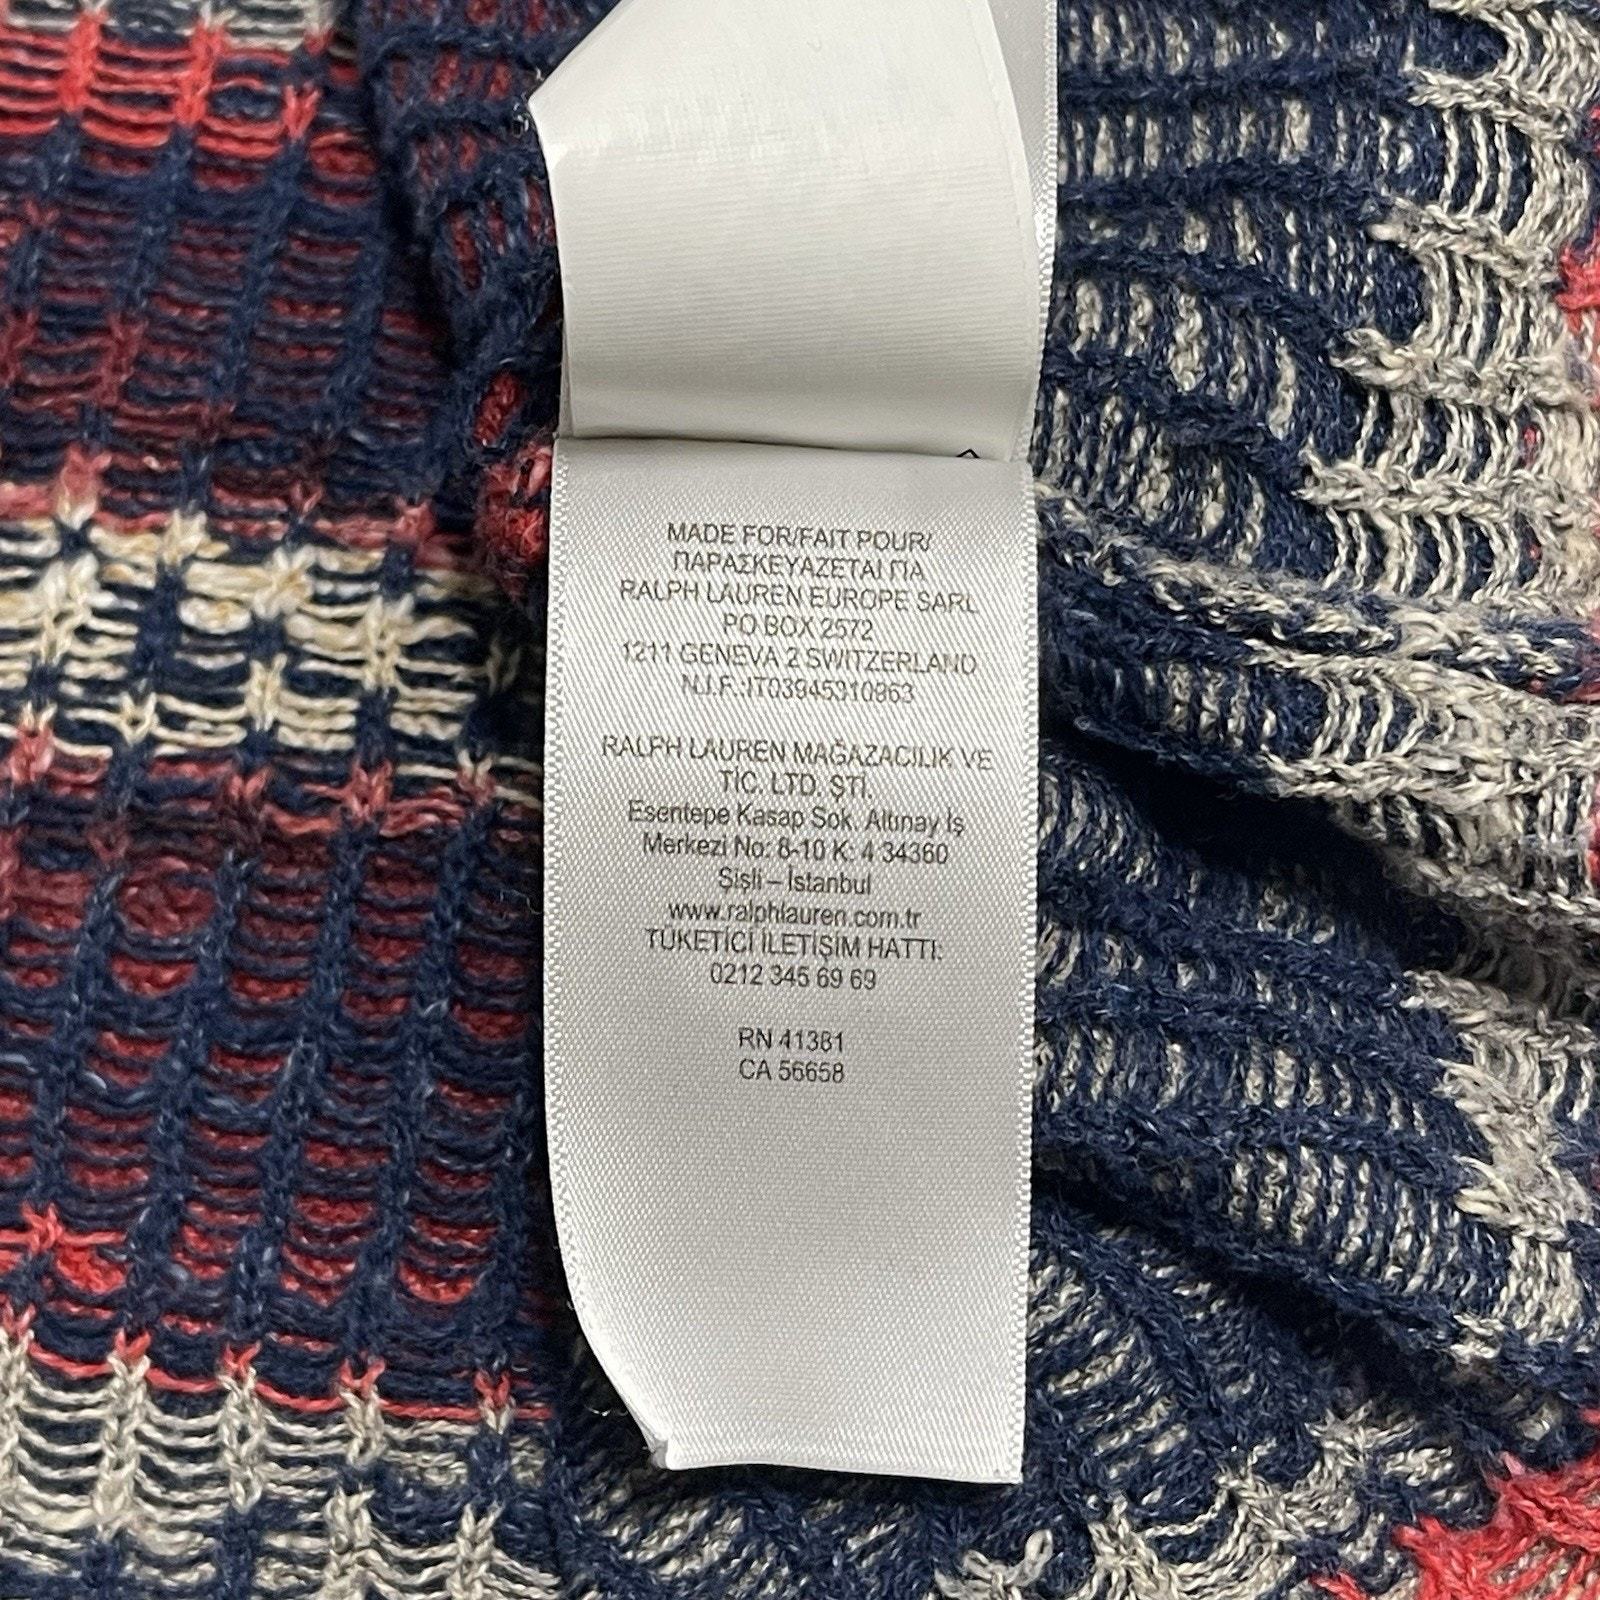 MADE FOR/FAIT POUR/
ΠΑΡΑΣΚΕΥΑΖΕΤΑΙ ΓΙΑ
RALPH LAUREN EUROPE SARL
PO BOX 2572
1211 GENEVA 2 SWITZERLAND
N.I.F.:IT03945310963
RALPH LAUREN MAĞAZACILIK VE
TİC. LTD. ŞTİ.
Esentepe Kasap Sok. Altınay İş
Merkezi No: 8-10 K: 4 34360
Şişli – İstanbul
www.ralphlauren.com.tr
TÜKETİCİ İLETİŞİM HATTI:
0212 345 69 69
RN 41381
CA 56658